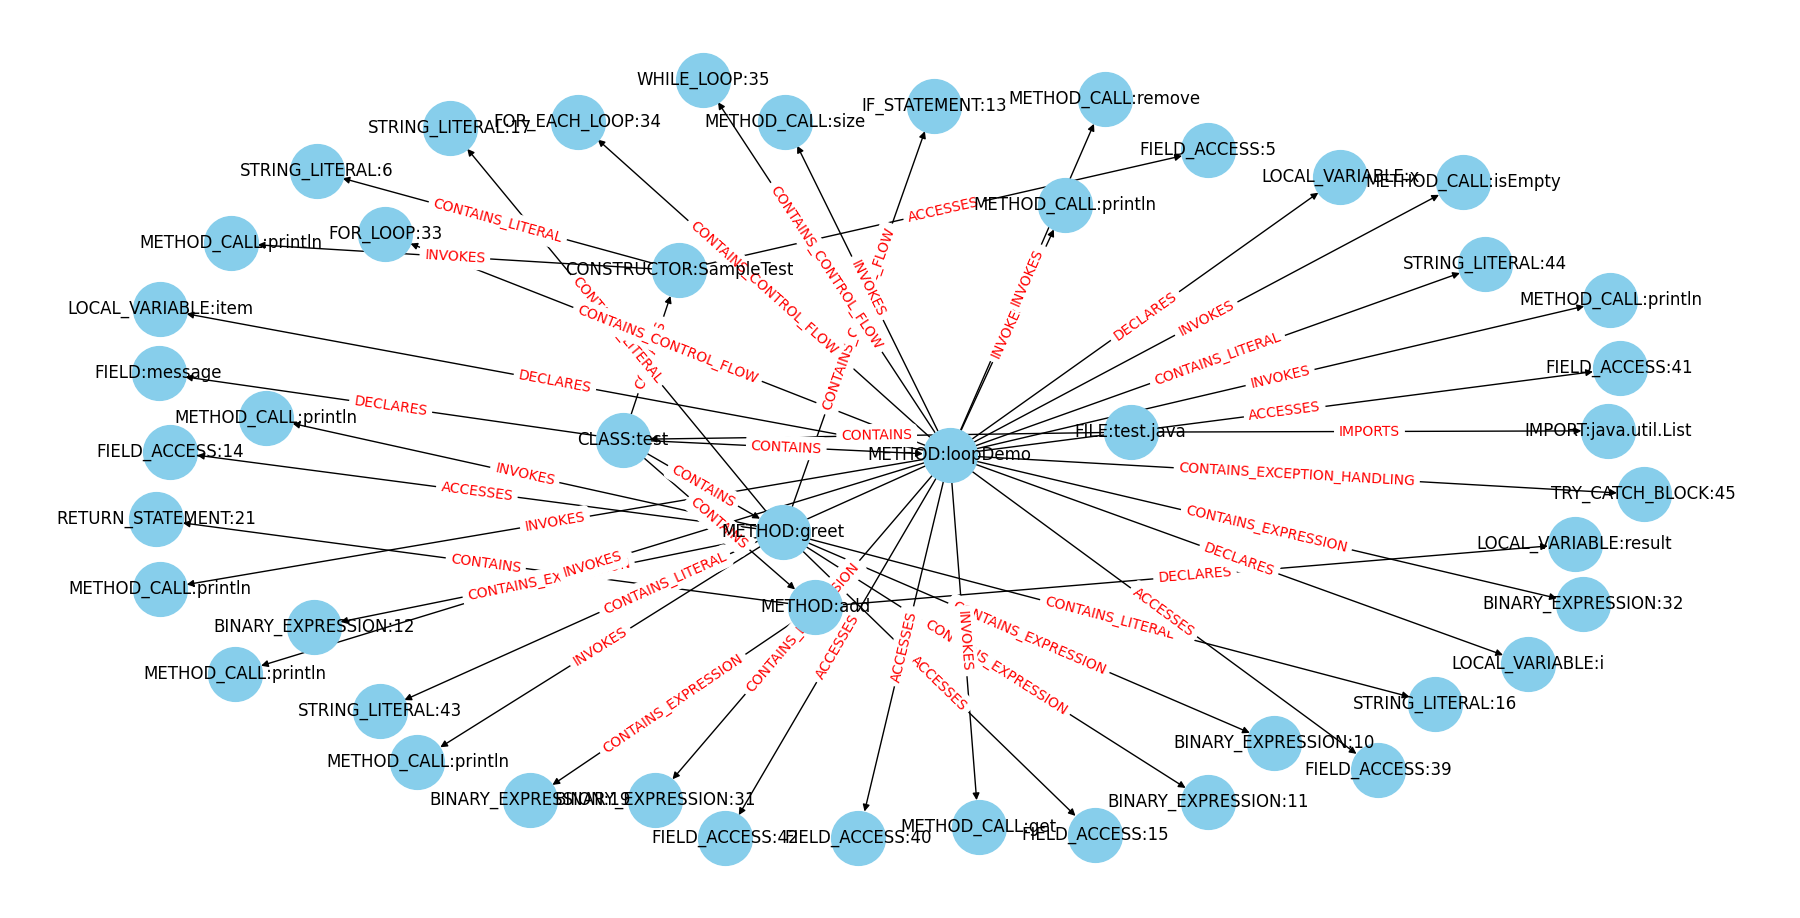 WHILE_LOOP:35
METHOD_CALL:remove
IF_STATEMENT:13
STRING_LITERAL:17
FOR_EACH_LOOP:34
METHOD_CALL:size
FIELD_ACCESS:5
STRING_LITERAL:6
LOCAL_VARIABLE:x
METHOD_CALL:isEmpty
CONTAINS_LITERAL
ACCESSES
METHOD_CALL:println
FOR_LOOP:33
METHOD_CALL:println
INVOKES
CONTAINS_CONTROL_FLOW
CONTAINS_CONTROL_FLOW
_FLOW
CONSTRUCTOR:SampleTest
STRING_LITERAL:44
INVOKES
INVOKES
INVOKE
METHOD_CALL:println
LOCAL_VARIABLE:item
DECLARES
INVOKES
CONTAINS_CONTROL_FLOW
CONTAINS_LITERAL
FIELD:message
DECLARES
INVOKES
FIELD_ACCESS:41
DECLARES
ACCESSES
METHOD_CALL:println
CLASS:test
CONTAINS
CONTAINS
FILE:test.java
IMPORTS
IMPORT:java.util.List
FIELD_ACCESS:14
METHOD:loopDemo
INVOKES
CONTAINS_EXCEPTION_HANDLING
CONTAINS
ACCESSES
TRY_CATCH_BLOCK:45
RETURN_STATEMENT:21
INVOKES
CONTAINS
METHOD:greet
CONTAINS_EXPRESSION
LOCAL_VARIABLE:result
DECLARES
CONTAINS
INVOKES
DECLARES
METHOD_CALL:println
CONTAINS_EX
CONTAINS_LITERAL
METHOD:add
ACCESSES
CONTAINS_LITERAL
BINARY_EXPRESSION:32
BINARY_EXPRESSION:12
INVOKES
ACCESSES
ACCESSES
INVOKES
CONTAINS_EXPRESSION
LOCAL_VARIABLE:i
METHOD_CALL:println
CONTAINS_EXPRESSION
ACCESSES
STRING_LITERAL:16
STRING_LITERAL:43
BINARY_EXPRESSION:10
METHOD_CALL:println
FIELD_ACCESS:39
BINARY_EXPRESSION:19
BINARY_EXPRESSION:31
BINARY_EXPRESSION:11
FIELD_ACCESS:42
FIELD_ACCESS:40
METHOD_CALL:get
FIELD_ACCESS:15